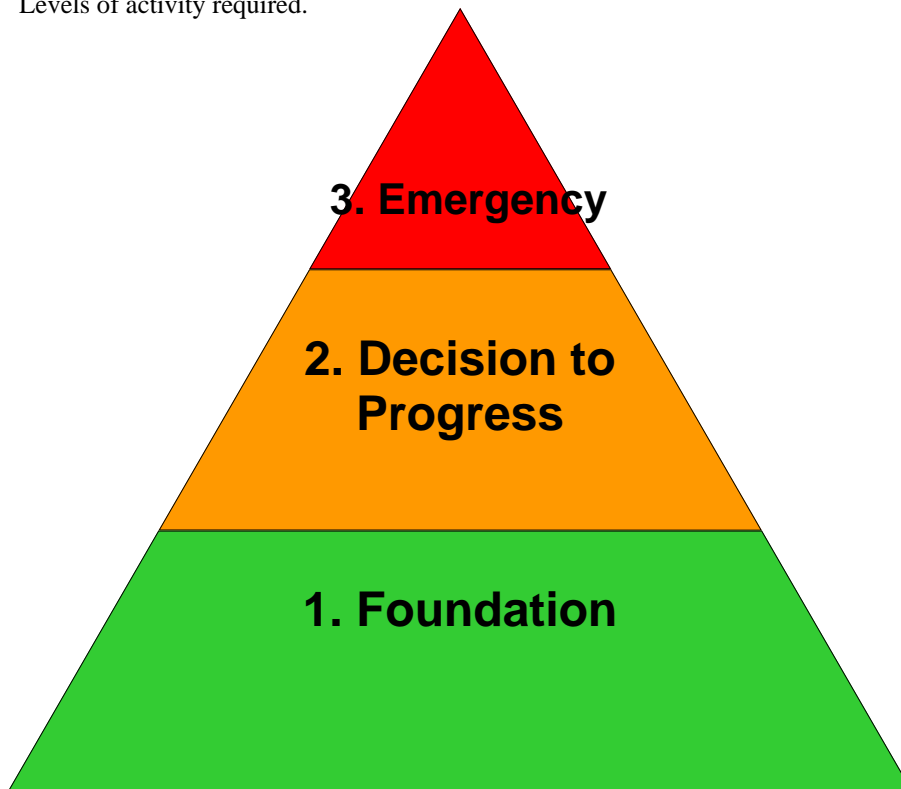 Levels of activity required.
3. Emergency
2. Decision to
Progress
1. Foundation